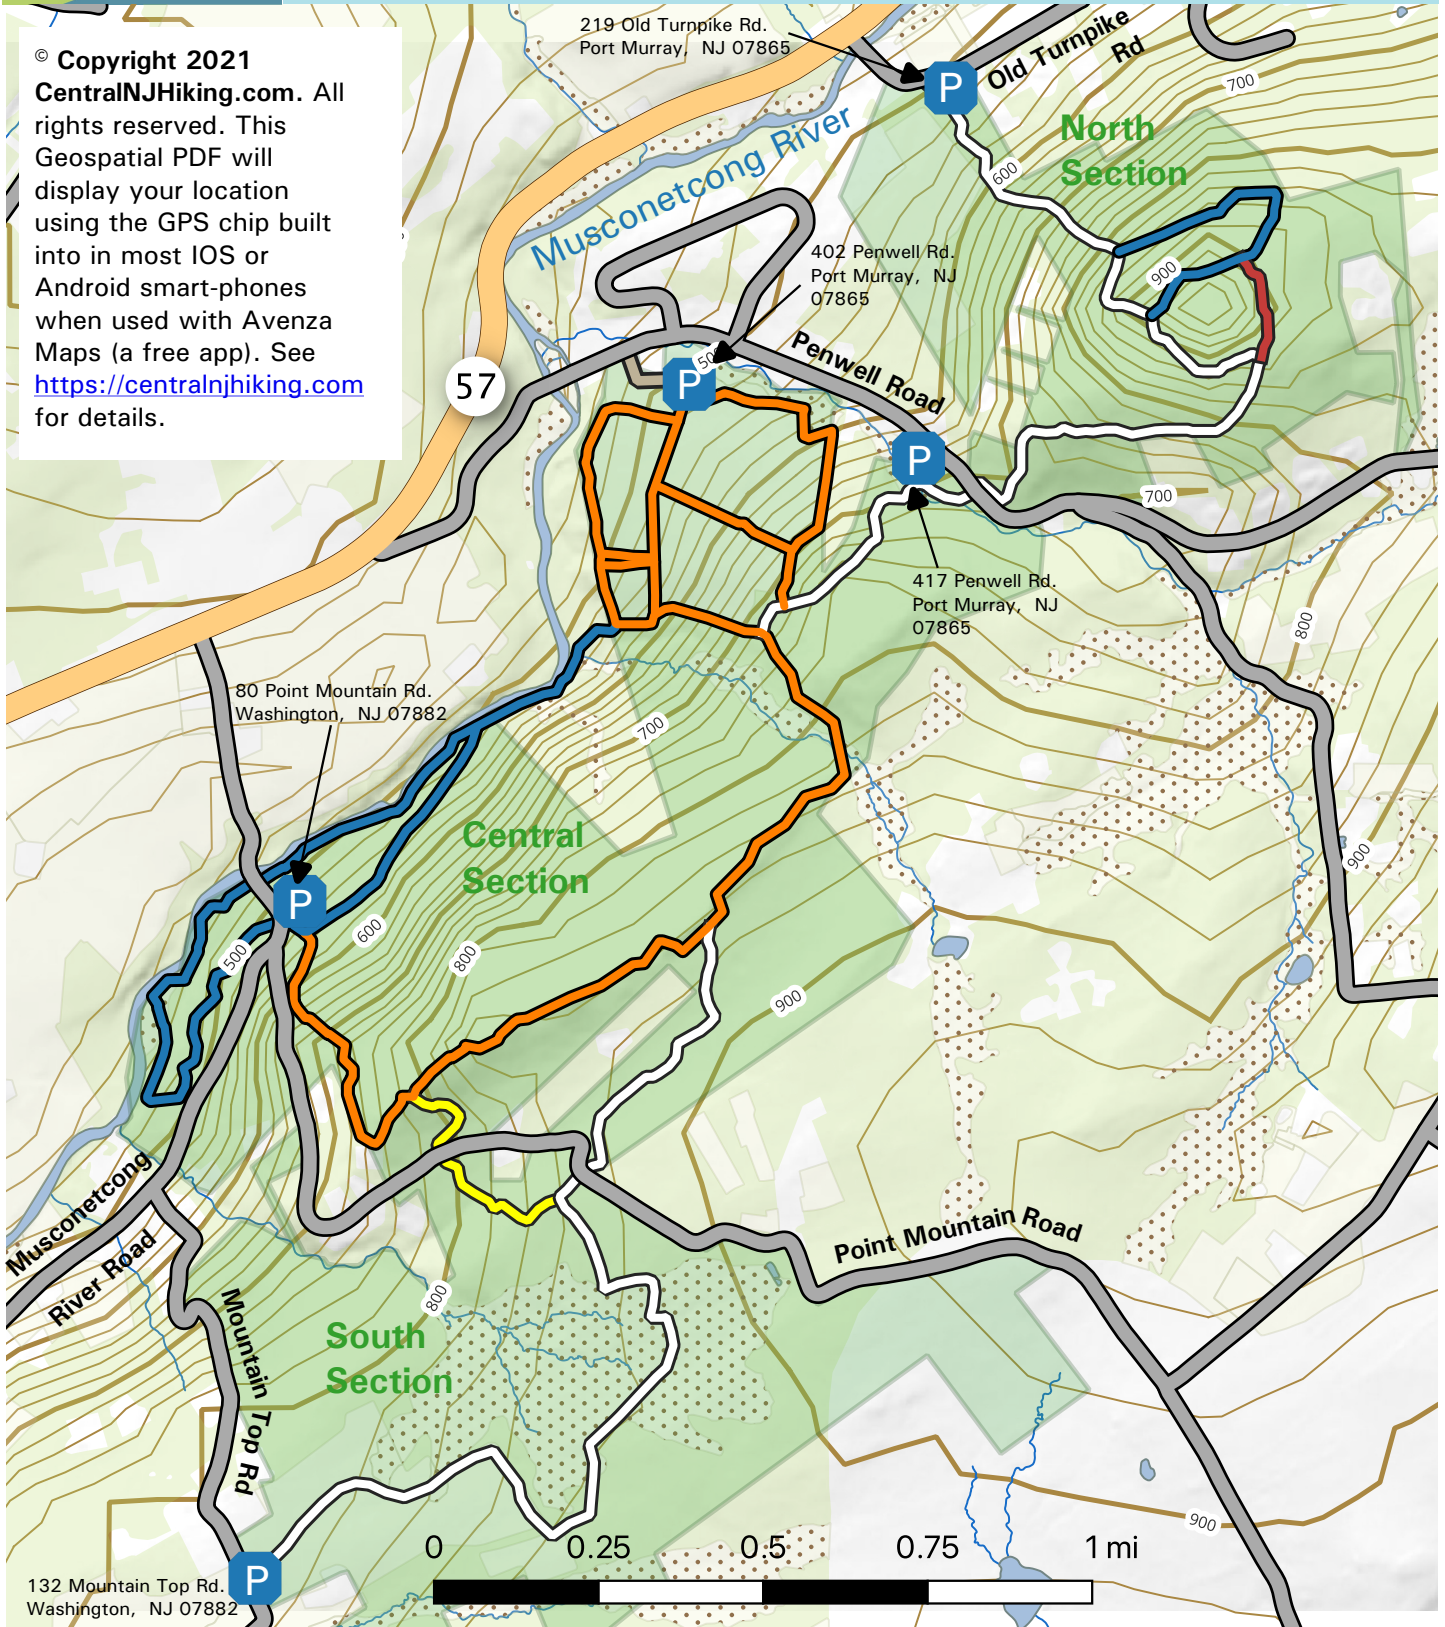 © Copyright 2021
CentralNJHiking.com. All
rights reserved. This
Geospatial PDF will
display your location
using the GPS chip built
into in most IOS or
Android smart-phones
when used with Avenza
Maps (a free app). See
https://centralnjhiking.com
for details.
219 Old Turnpike Rd.
Port Murray, NJ 07865
P
Old Turnpike
Rd
700
North
Section
600
Musconetcong River
402 Penwell Rd.
Port Murray, NJ
07865
900
57
500
P
Penwell Road
P
700
417 Penwell Rd.
Port Murray, NJ
07865
800
80 Point Mountain Rd.
Washington, NJ 07882
700
Central
Section
900
P
600
500
800
900
Musconetcong
River Road
Point Mountain Road
Mountain Top Rd
800
South
Section
900
0
0.25
0.5
0.75
1 mi
P
132 Mountain Top Rd.
Washington, NJ 07882